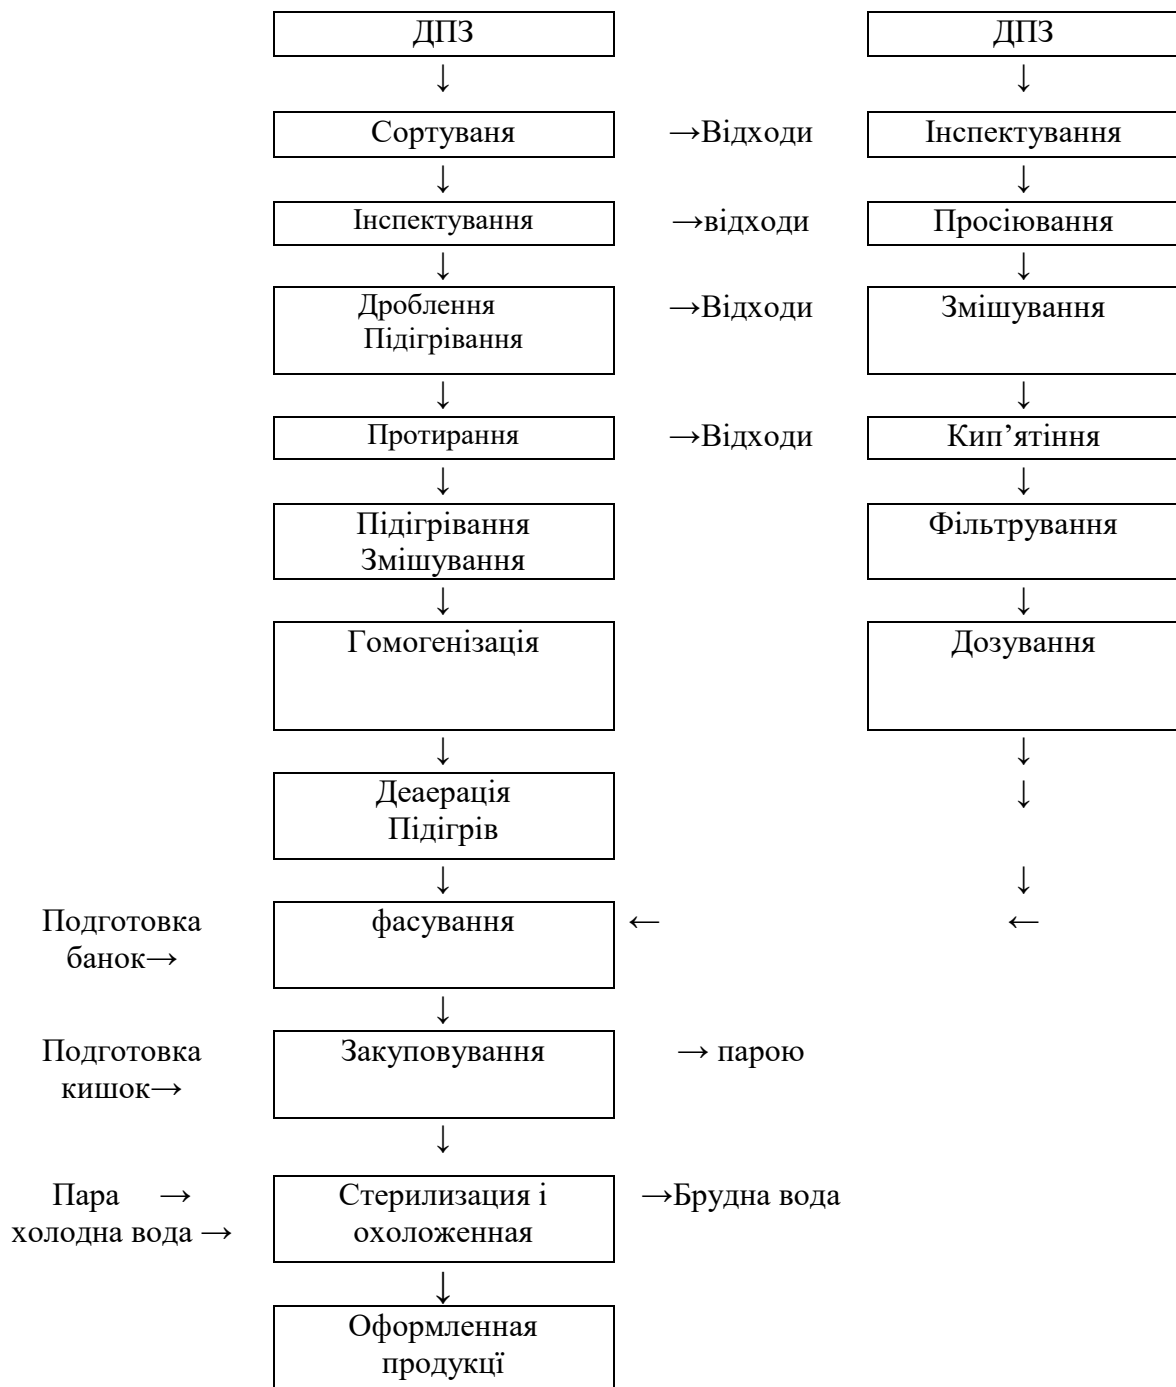 ДПЗ ДПЗ
↓ ↓
Сортуваня →Відходи Інспектування
↓ ↓
Інспектування →відходи Просіювання
↓ ↓
Дроблення →Відходи Змішування
Підігрівання
↓ ↓
Протирання →Відходи Кип’ятіння
↓ ↓
Підігрівання Фільтрування
Змішування
↓ ↓
Гомогенізація Дозування
↓ ↓
Деаерація ↓
Підігрів
↓ ↓
Подготовка фасування ← ←
банок→
↓
Подготовка Закуповування → парою
кишок→
↓
Пара → Стерилизация і →Брудна вода
холодна вода → охоложенная
↓
Оформленная
продукції